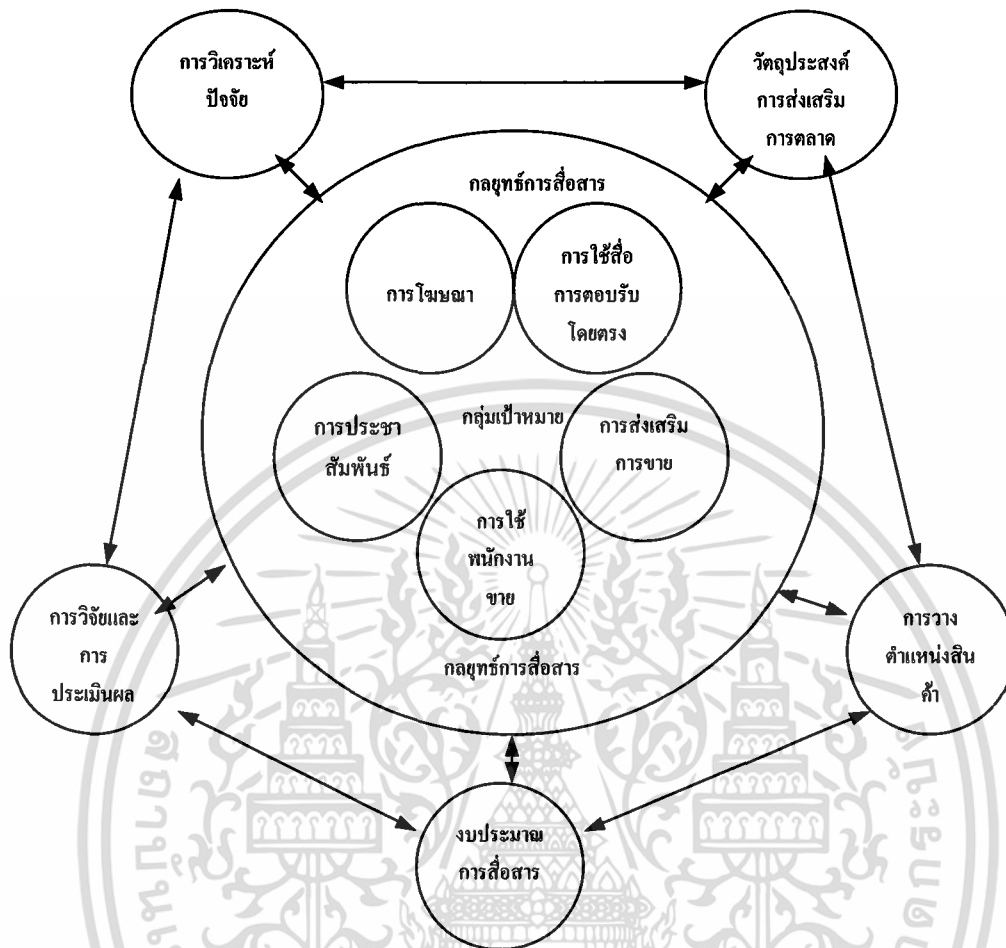 การวิเคราะห์
ปัจจัย
วัตถุประสงค์
การส่งเสริม
การตลาด
กลยุทธ์การสื่อสาร
การโฆษณา
การใช้สื่อ
การตอบรับ
โดยตรง
การประชา
สัมพันธ์
กลุ่มเป้าหมาย
การส่งเสริม
การขาย
การใช้
พนักงาน
ขาย
กลยุทธ์การสื่อสาร
การวิจัยและ
การ
ประเมินผล
การวาง
ตำแหน่งสิน
ค้า
งบประมาณ
การสื่อสาร